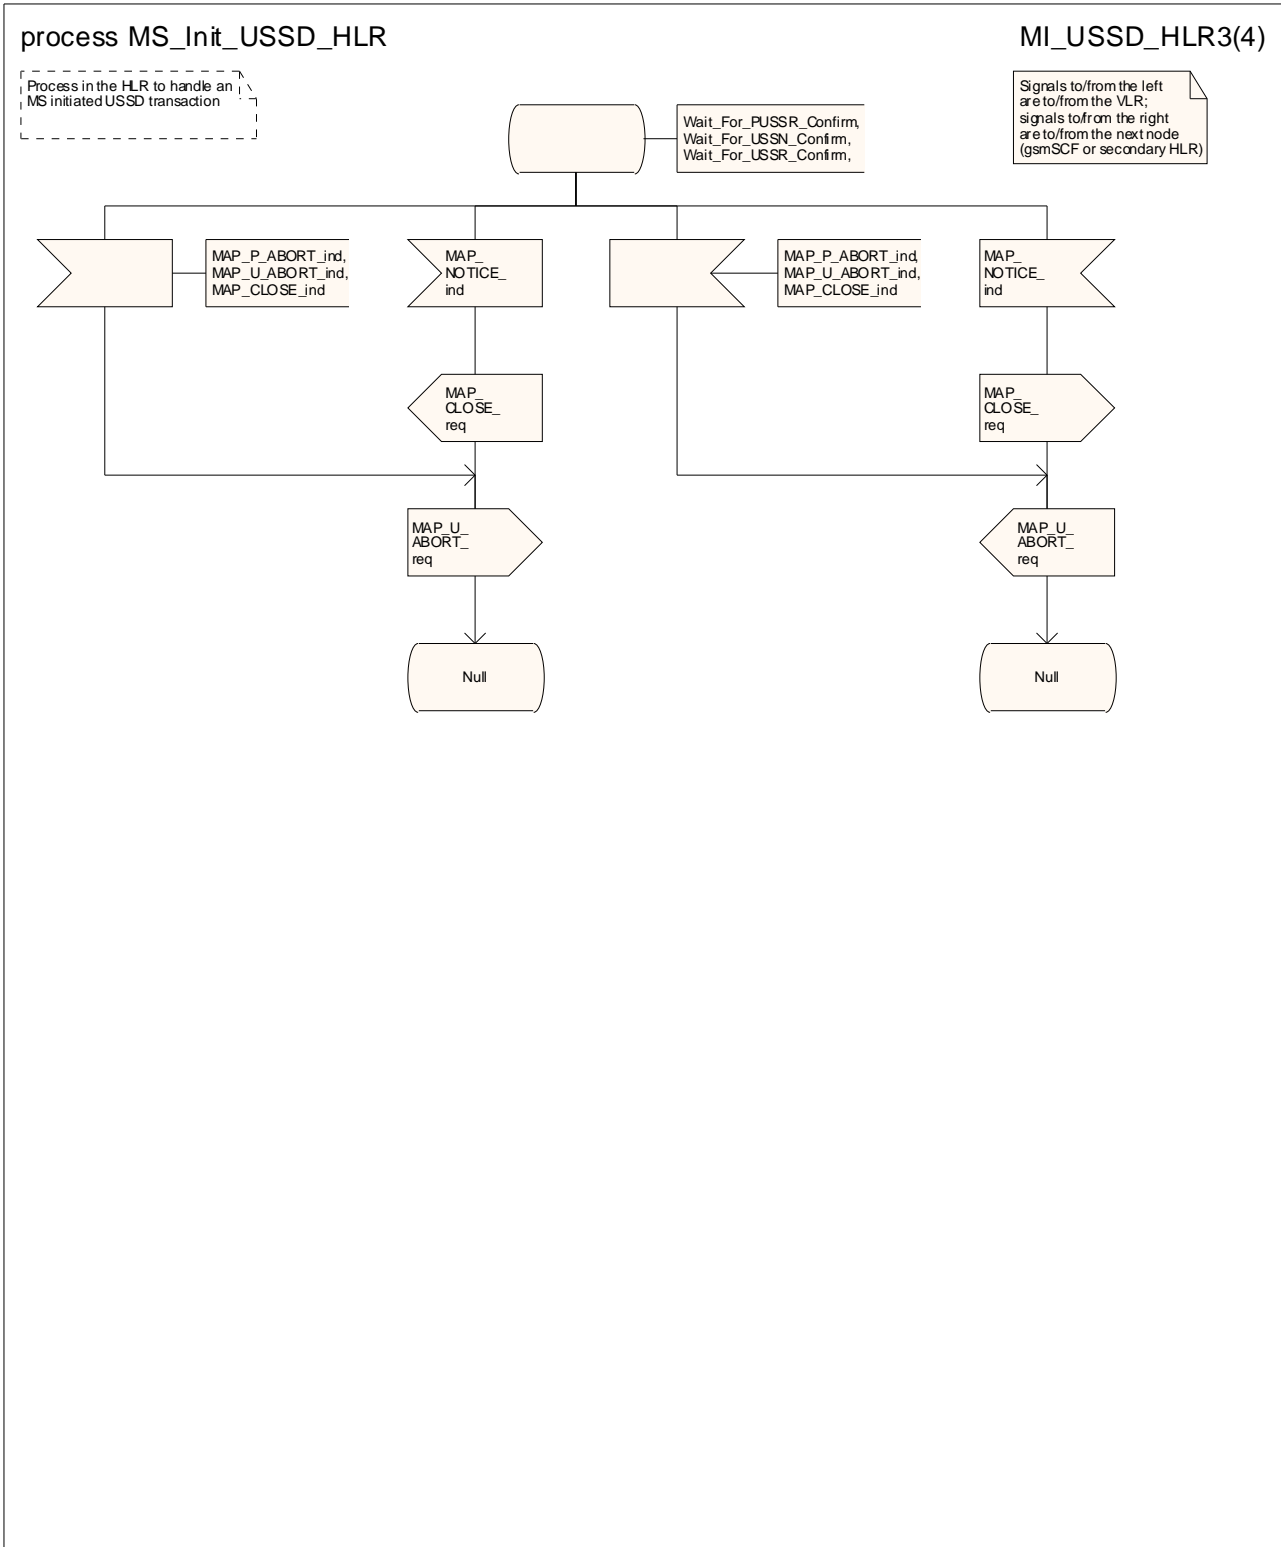 process MS_Init_USSD_HLR
MI_USSD_HLR3(4)
Process in the HLR to handle an
MS initiated USSD transaction
Signals to/from the left
are to/from the VLR;
signals to/from the right
are to/from the next node
(gsmSCF or secondary HLR)
Wait_For_PUSSR_Confirm,
Wait_For_USSN_Confirm,
Wait_For_USSR_Confirm,
MAP_P_ABORT_ind,
MAP_U_ABORT_ind,
MAP_CLOSE_ind
MAP_
NOTICE_
ind
MAP_P_ABORT_ind,
MAP_U_ABORT_ind,
MAP_CLOSE_ind
MAP_
NOTICE_
ind
MAP_
CLOSE_
req
MAP_
CLOSE_
req
MAP_U_
ABORT_
req
MAP_U_
ABORT_
req
Null
Null